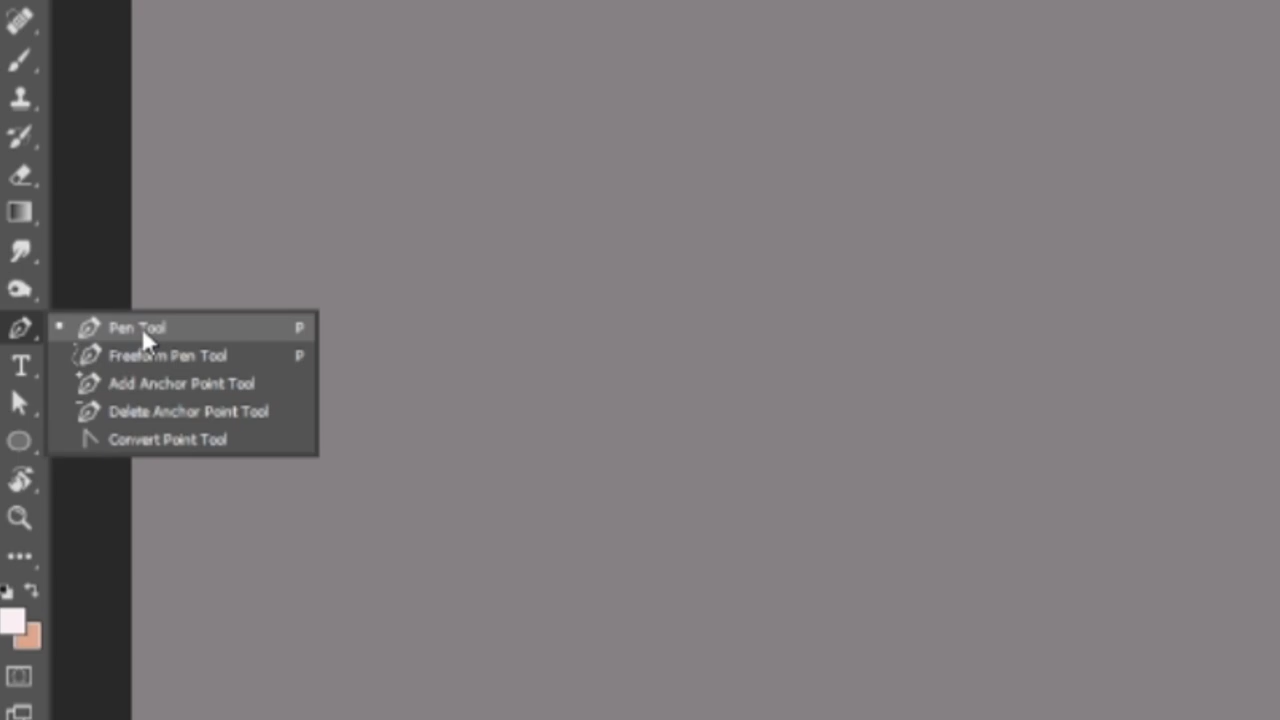 Pen Tool P
Freeform Pen Tool P
Add Anchor Point Tool
Delete Anchor Point Tool
Convert Point Tool